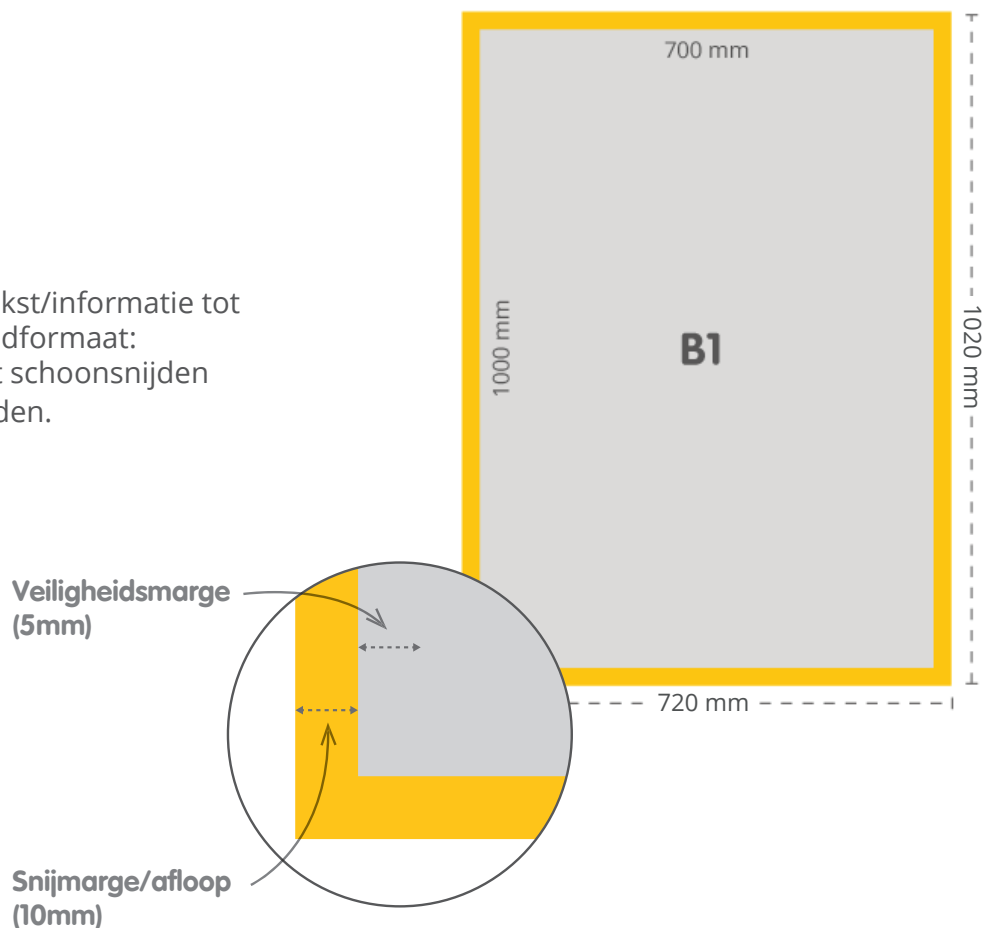 700 mm
kst/informatie tot
dformaat:
t schoonsnijden
den.
1000 mm
B1
1020 mm
Veiligheidsmarge
(5mm)
720 mm
Snijmarge/afloop
(10mm)